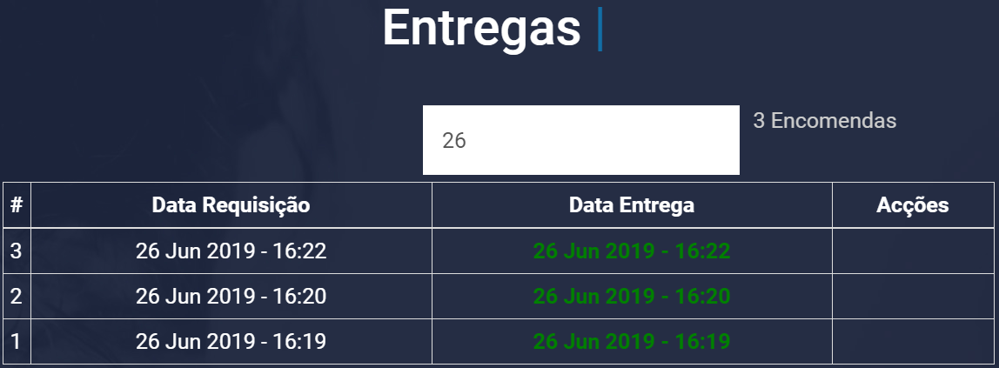 Entregas |
26
3 Encomendas
# Data Requisição Data Entrega Acções
3 26 Jun 2019 - 16:22 26 Jun 2019 - 16:22
2 26 Jun 2019 - 16:20 26 Jun 2019 - 16:20
1 26 Jun 2019 - 16:19 26 Jun 2019 - 16:19